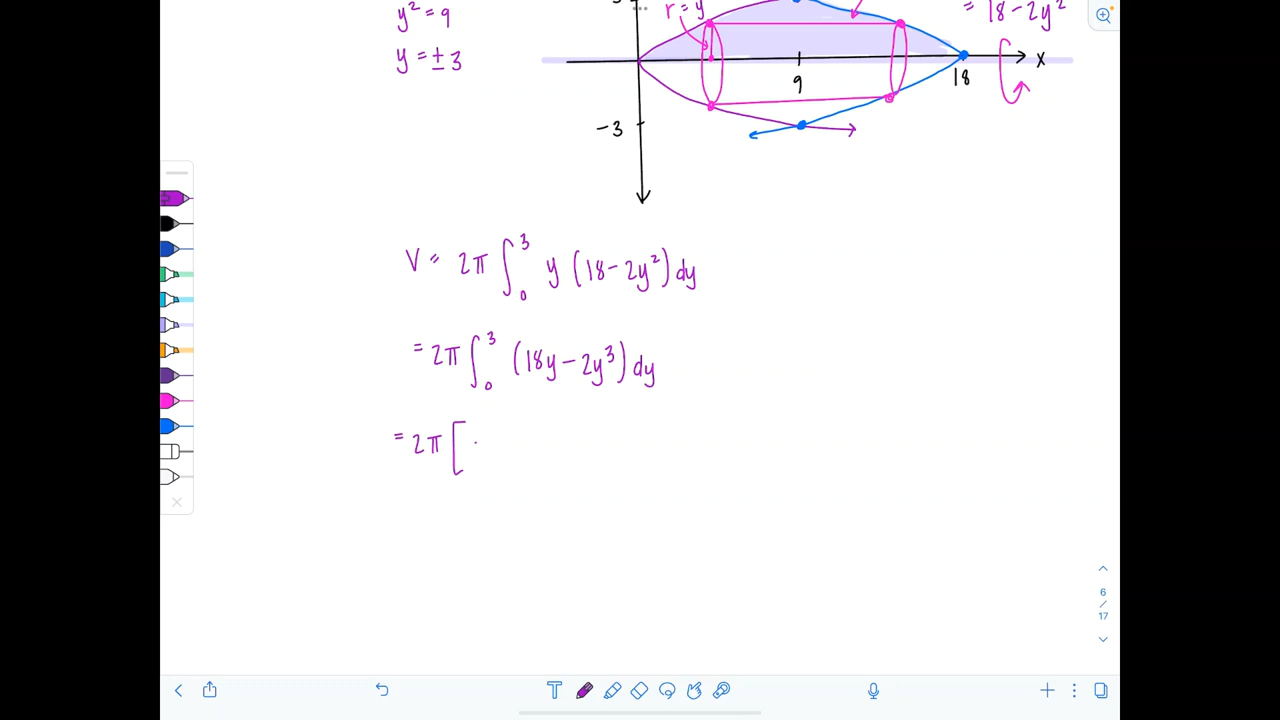 y² = 9
r = y
= 18 - 2y²
y = ± 3
x
9
18
-3
V = 2π ∫₀³ y (18 - 2y²) dy
= 2π ∫₀³ (18y - 2y³) dy
= 2π [
6
/
17
T